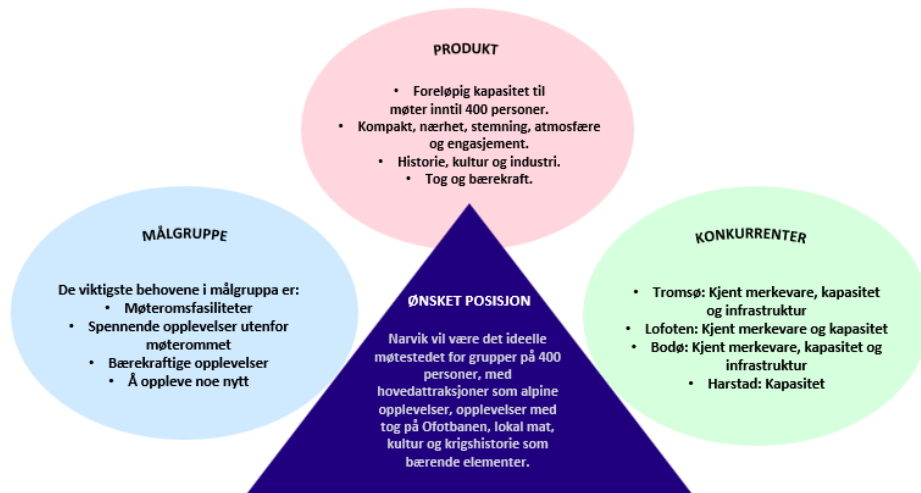 PRODUKT
• Foreløpig kapasitet til
møter inntil 400 personer.
• Kompakt, nærhet, stemning, atmosfære
og engasjement.
• Historie, kultur og industri.
• Tog og bærekraft.
MÅLGRUPPE
De viktigste behovene i målgruppa er:
• Møteromsfasiliteter
• Spennende opplevelser utenfor
møterommet
• Bærekraftige opplevelser
• Å oppleve noe nytt
KONKURRENTER
• Tromsø: Kjent merkevare, kapasitet
og infrastruktur
• Lofoten: Kjent merkevare og kapasitet
• Bodø: Kjent merkevare, kapasitet og
infrastruktur
• Harstad: Kapasitet
ØNSKET POSISJON
Narvik vil være det ideelle
møtestedet for grupper på 400
personer, med
hovedattraksjoner som alpine
opplevelser, opplevelser med
tog på Ofotbanen, lokal mat,
kultur og krigshistorie som
bærende elementer.